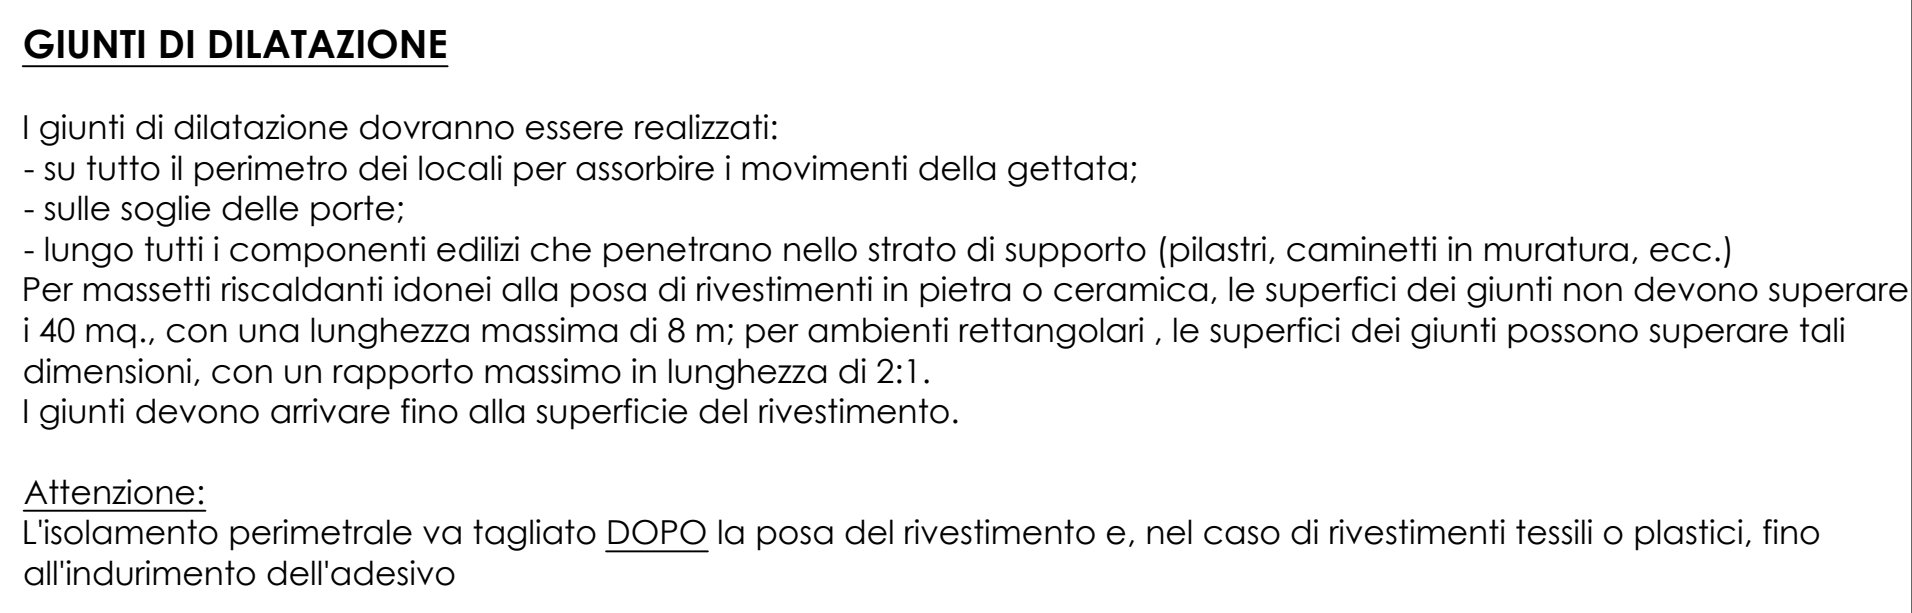 GIUNTI DI DILATAZIONE
I giunti di dilatazione dovranno essere realizzati:
- su tutto il perimetro dei locali per assorbire i movimenti della gettata;
- sulle soglie delle porte;
- lungo tutti i componenti edilizi che penetrano nello strato di supporto (pilastri, caminetti in muratura, ecc.)
Per massetti riscaldanti idonei alla posa di rivestimenti in pietra o ceramica, le superfici dei giunti non devono superare
i 40 mq., con una lunghezza massima di 8 m; per ambienti rettangolari , le superfici dei giunti possono superare tali
dimensioni, con un rapporto massimo in lunghezza di 2:1.
I giunti devono arrivare fino alla superficie del rivestimento.
Attenzione:
L'isolamento perimetrale va tagliato DOPO la posa del rivestimento e, nel caso di rivestimenti tessili o plastici, fino
all'indurimento dell'adesivo